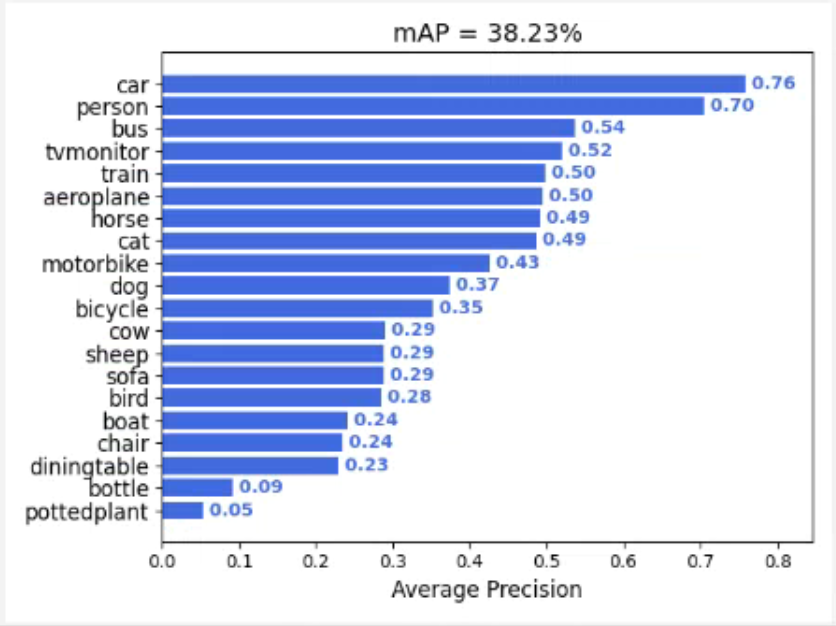 mAP = 38.23%
car 0.76
person 0.70
bus 0.54
tvmonitor 0.52
train 0.50
aeroplane 0.50
horse 0.49
cat 0.49
motorbike 0.43
dog 0.37
bicycle 0.35
cow 0.29
sheep 0.29
sofa 0.29
bird 0.28
boat 0.24
chair 0.24
diningtable 0.23
bottle 0.09
pottedplant 0.05
0.0 0.1 0.2 0.3 0.4 0.5 0.6 0.7 0.8
Average Precision